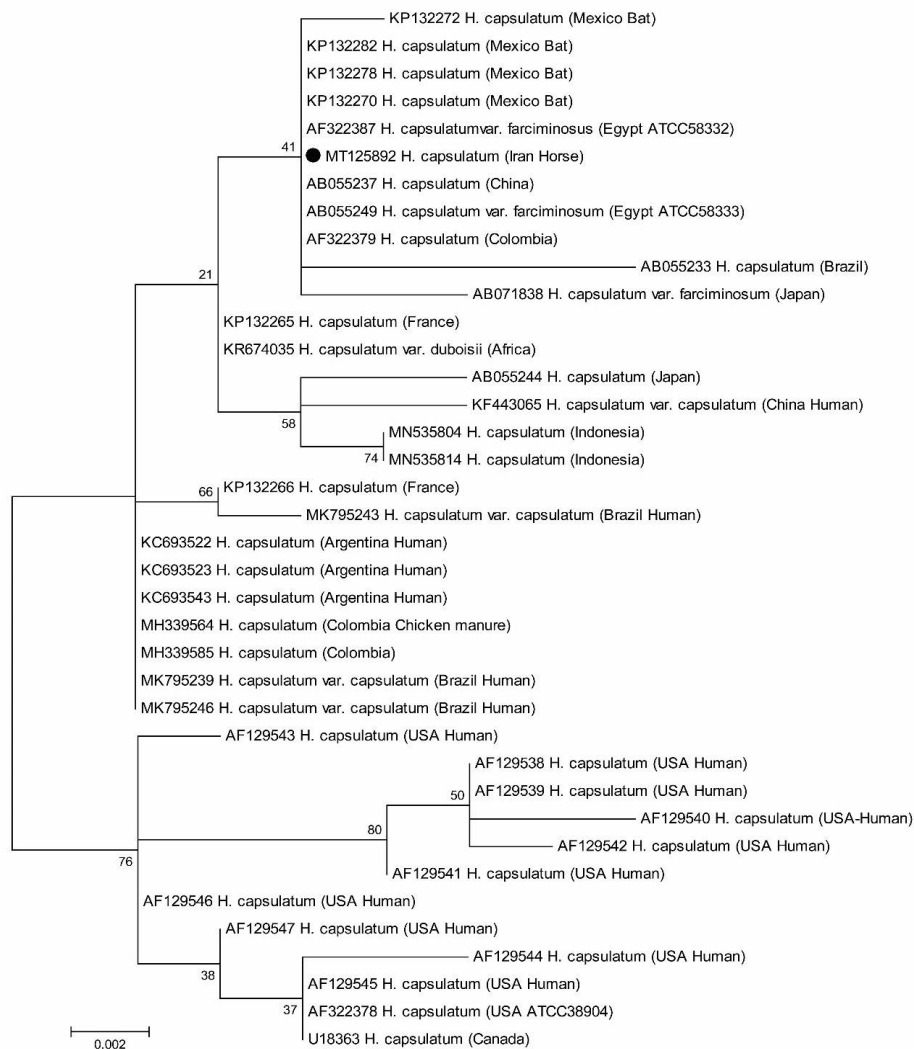 KP132272 H. capsulatum (Mexico Bat)
KP132282 H. capsulatum (Mexico Bat)
KP132278 H. capsulatum (Mexico Bat)
KP132270 H. capsulatum (Mexico Bat)
AF322387 H. capsulatumvar. farciminosus (Egypt ATCC58332)
41
MT125892 H. capsulatum (Iran Horse)
AB055237 H. capsulatum (China)
AB055249 H. capsulatum var. farciminosum (Egypt ATCC58333)
AF322379 H. capsulatum (Colombia)
21
AB055233 H. capsulatum (Brazil)
AB071838 H. capsulatum var. farciminosum (Japan)
KP132265 H. capsulatum (France)
KR674035 H. capsulatum var. duboisii (Africa)
AB055244 H. capsulatum (Japan)
KF443065 H. capsulatum var. capsulatum (China Human)
58
MN535804 H. capsulatum (Indonesia)
74
MN535814 H. capsulatum (Indonesia)
66
KP132266 H. capsulatum (France)
MK795243 H. capsulatum var. capsulatum (Brazil Human)
KC693522 H. capsulatum (Argentina Human)
KC693523 H. capsulatum (Argentina Human)
KC693543 H. capsulatum (Argentina Human)
MH339564 H. capsulatum (Colombia Chicken manure)
MH339585 H. capsulatum (Colombia)
MK795239 H. capsulatum var. capsulatum (Brazil Human)
MK795246 H. capsulatum var. capsulatum (Brazil Human)
AF129543 H. capsulatum (USA Human)
AF129538 H. capsulatum (USA Human)
50
AF129539 H. capsulatum (USA Human)
AF129540 H. capsulatum (USA-Human)
80
AF129542 H. capsulatum (USA Human)
76
AF129541 H. capsulatum (USA Human)
AF129546 H. capsulatum (USA Human)
AF129547 H. capsulatum (USA Human)
AF129544 H. capsulatum (USA Human)
38
AF129545 H. capsulatum (USA Human)
37
AF322378 H. capsulatum (USA ATCC38904)
U18363 H. capsulatum (Canada)
0.002